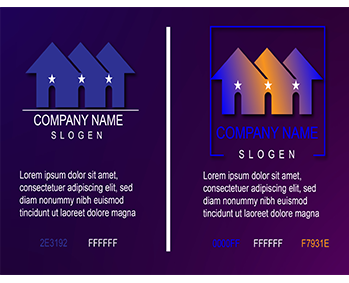 COMPANY NAME
SLOGEN
Lorem ipsum dolor sit amet,
consectetuer adipiscing elit,
sed diam nonummy nibh euismod
tincidunt ut laoreet dolore magna
2E3192 FFFFFF
COMPANY NAME
SLOGEN
Lorem ipsum dolor sit amet,
consectetuer adipiscing elit,
sed diam nonummy nibh euismod
tincidunt ut laoreet dolore magna
FFFFFF F7931E